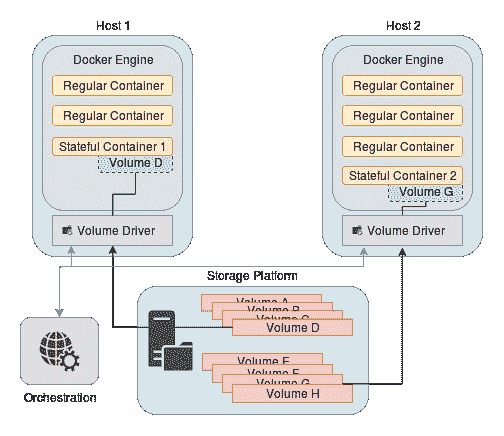 Host 1
Host 2
Docker Engine
Regular Container
Regular Container
Stateful Container 1
Volume D
Volume Driver
Docker Engine
Regular Container
Regular Container
Regular Container
Stateful Container 2
Volume G
Volume Driver
Storage Platform
Volume A
Volume B
Volume C
Volume D
Volume E
Volume F
Volume G
Volume H
Orchestration